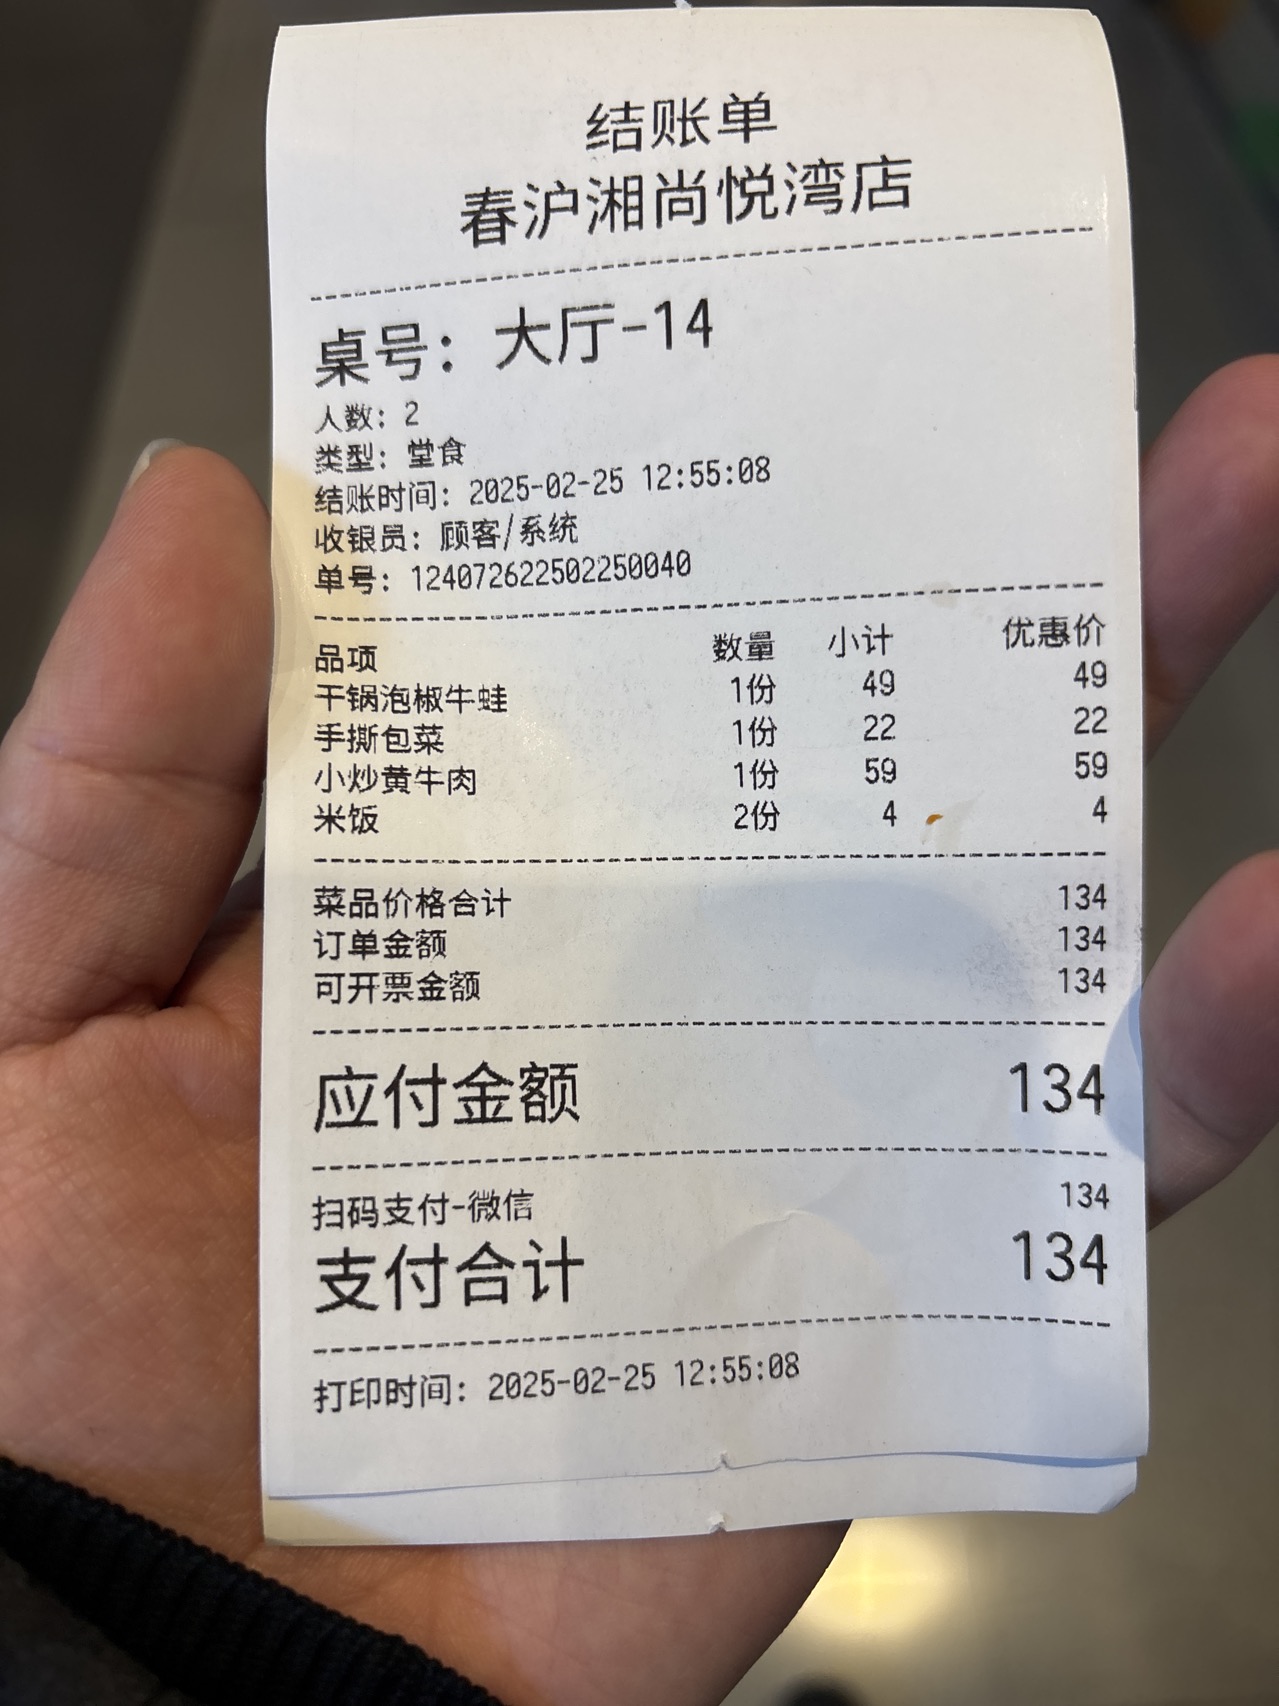 结账单
春沪湘尚悦湾店
桌号：大厅-14
人数：2
类型：堂食
结账时间：2025-02-25 12:55:08
收银员：顾客/系统
单号：124072622502250040
品项 数量 小计 优惠价
干锅泡椒牛蛙 1份 49 49
手撕包菜 1份 22 22
小炒黄牛肉 1份 59 59
米饭 2份 4 4
菜品价格合计 134
订单金额 134
可开票金额 134
应付金额 134
扫码支付-微信 134
支付合计 134
打印时间：2025-02-25 12:55:08